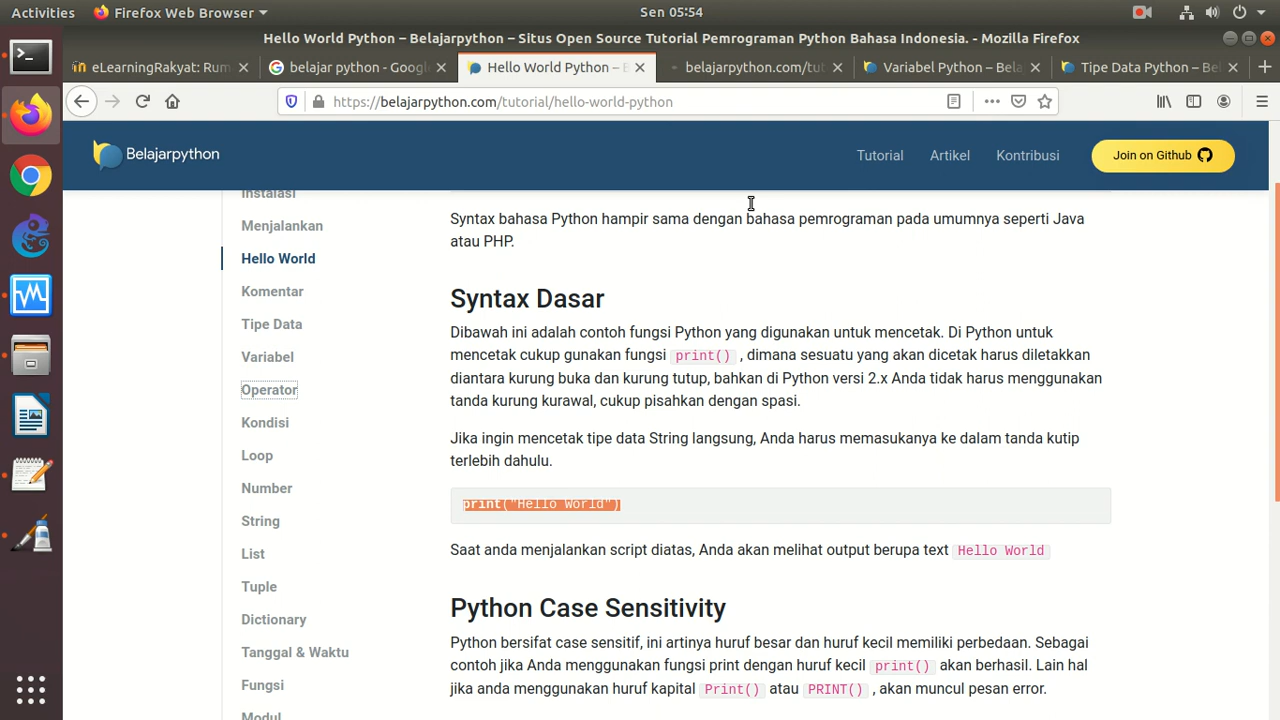 Activities
Firefox Web Browser
Sen 05:54
Hello World Python – Belajarpython – Situs Open Source Tutorial Pemrograman Python Bahasa Indonesia. - Mozilla Firefox
eLearningRakyat: Rum
belajar python - Googl
Hello World Python – B
belajarpython.com/tut
Variabel Python – Bela
Tipe Data Python – Bel
https://belajarpython.com/tutorial/hello-world-python
Belajarpython
Tutorial
Artikel
Kontribusi
Join on Github
Instalasi
Menjalankan
Hello World
Komentar
Tipe Data
Variabel
Operator
Kondisi
Loop
Number
String
List
Tuple
Dictionary
Tanggal & Waktu
Fungsi
Modul
Syntax bahasa Python hampir sama dengan bahasa pemrograman pada umumnya seperti Java
atau PHP.
Syntax Dasar
Dibawah ini adalah contoh fungsi Python yang digunakan untuk mencetak. Di Python untuk
mencetak cukup gunakan fungsi print() , dimana sesuatu yang akan dicetak harus diletakkan
diantara kurung buka dan kurung tutup, bahkan di Python versi 2.x Anda tidak harus menggunakan
tanda kurung kurawal, cukup pisahkan dengan spasi.
Jika ingin mencetak tipe data String langsung, Anda harus memasukanya ke dalam tanda kutip
terlebih dahulu.
print("Hello World")
Saat anda menjalankan script diatas, Anda akan melihat output berupa text Hello World
Python Case Sensitivity
Python bersifat case sensitif, ini artinya huruf besar dan huruf kecil memiliki perbedaan. Sebagai
contoh jika Anda menggunakan fungsi print dengan huruf kecil print() akan berhasil. Lain hal
jika anda menggunakan huruf kapital Print() atau PRINT() , akan muncul pesan error.